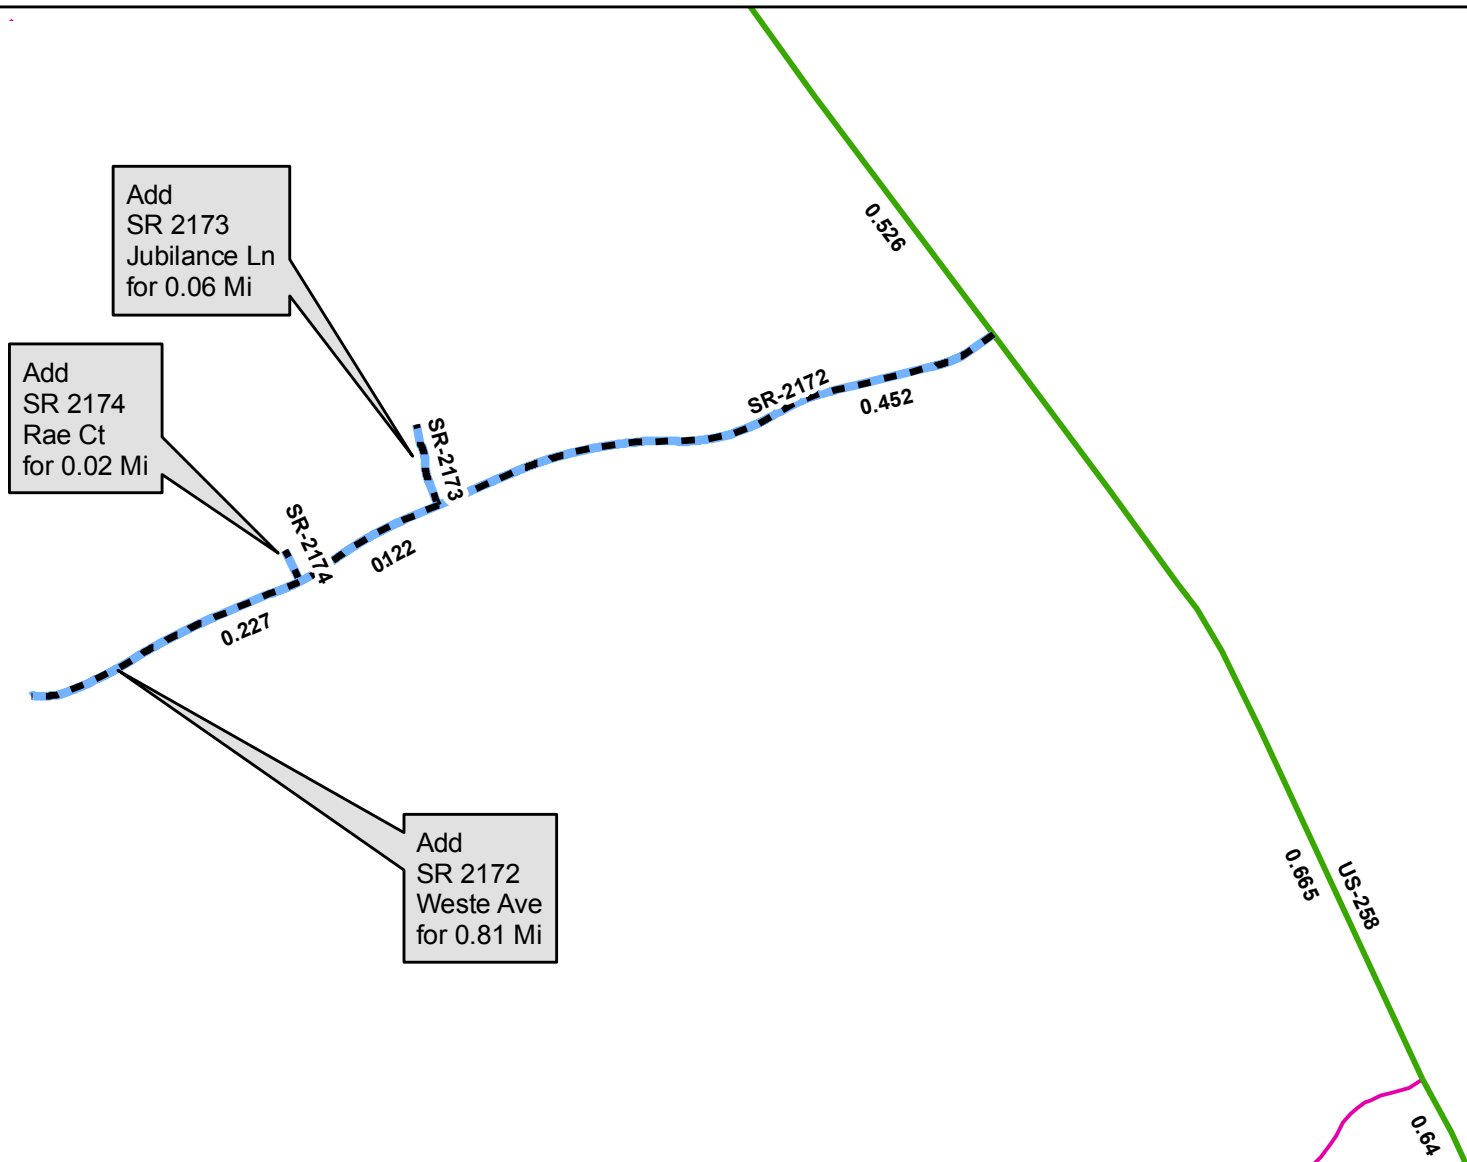 Add
SR 2173
Jubilance Ln
for 0.06 Mi
0.526
Add
SR 2174
Rae Ct
for 0.02 Mi
SR-2172
0.452
SR-2173
SR-2174
0.122
0.227
Add
SR 2172
Weste Ave
for 0.81 Mi
0.665
US-258
0.64